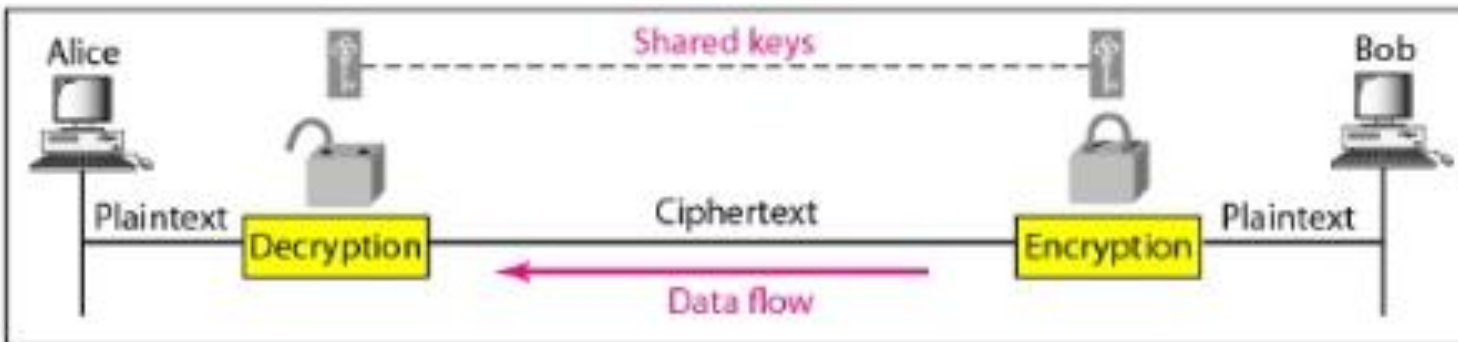 Alice
Shared keys
Bob
Plaintext
Ciphertext
Plaintext
Decryption
Encryption
Data flow